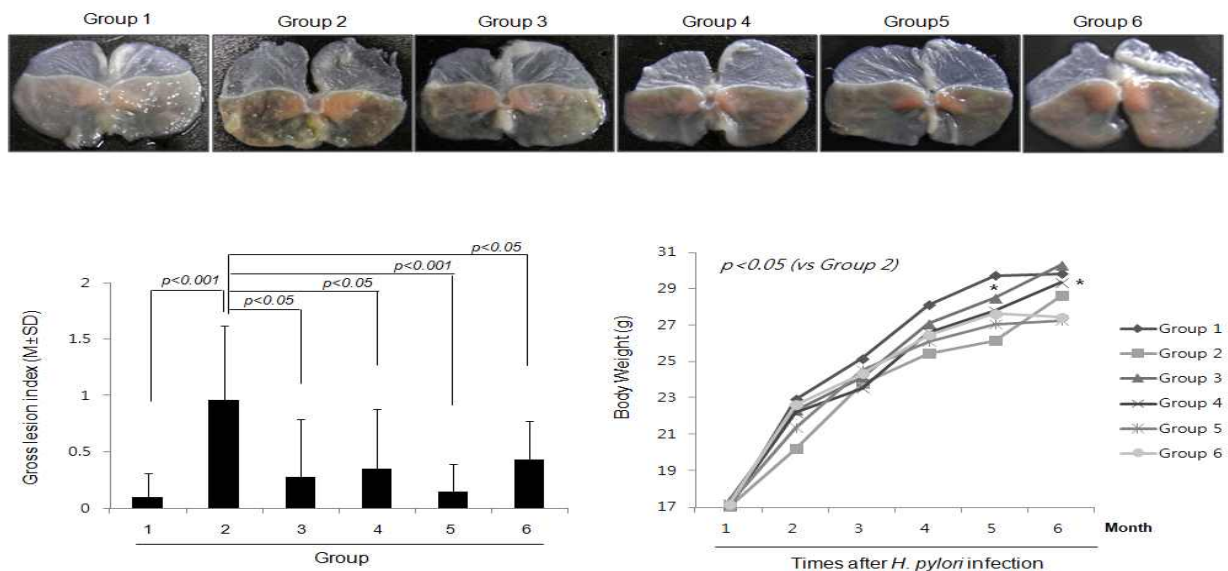 Group 1
Group 2
Group 3
Group 4
Group5
Group 6
Gross lesion index (M±SD)
2
1.5
1
0.5
0
p<0.001
p<0.05
p<0.05
p<0.001
p<0.05
1 2 3 4 5 6
Group
Body Weight (g)
31
29
27
25
23
21
19
17
p<0.05 (vs Group 2)
*
*
1 2 3 4 5 6 Month
Times after H. pylori infection
Group 1
Group 2
Group 3
Group 4
Group 5
Group 6